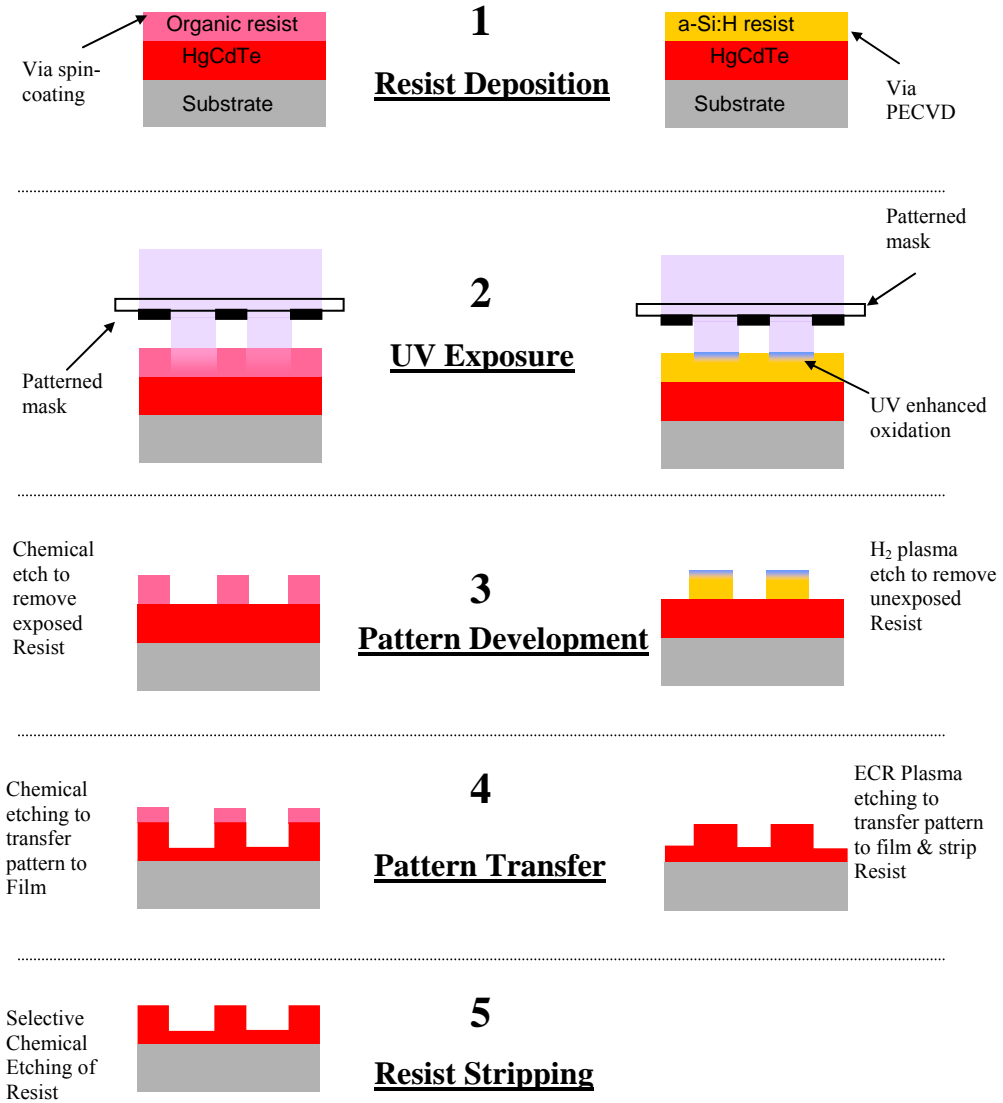 Organic resist
HgCdTe
Substrate
Via spin-
coating
1
Resist Deposition
a-Si:H resist
HgCdTe
Substrate
Via
PECVD
Patterned
mask
2
UV Exposure
Patterned
mask
UV enhanced
oxidation
Chemical
etch to
remove
exposed
Resist
3
Pattern Development
H₂ plasma
etch to remove
unexposed
Resist
Chemical
etching to
transfer
pattern to
Film
4
Pattern Transfer
ECR Plasma
etching to
transfer pattern
to film & strip
Resist
Selective
Chemical
Etching of
Resist
5
Resist Stripping